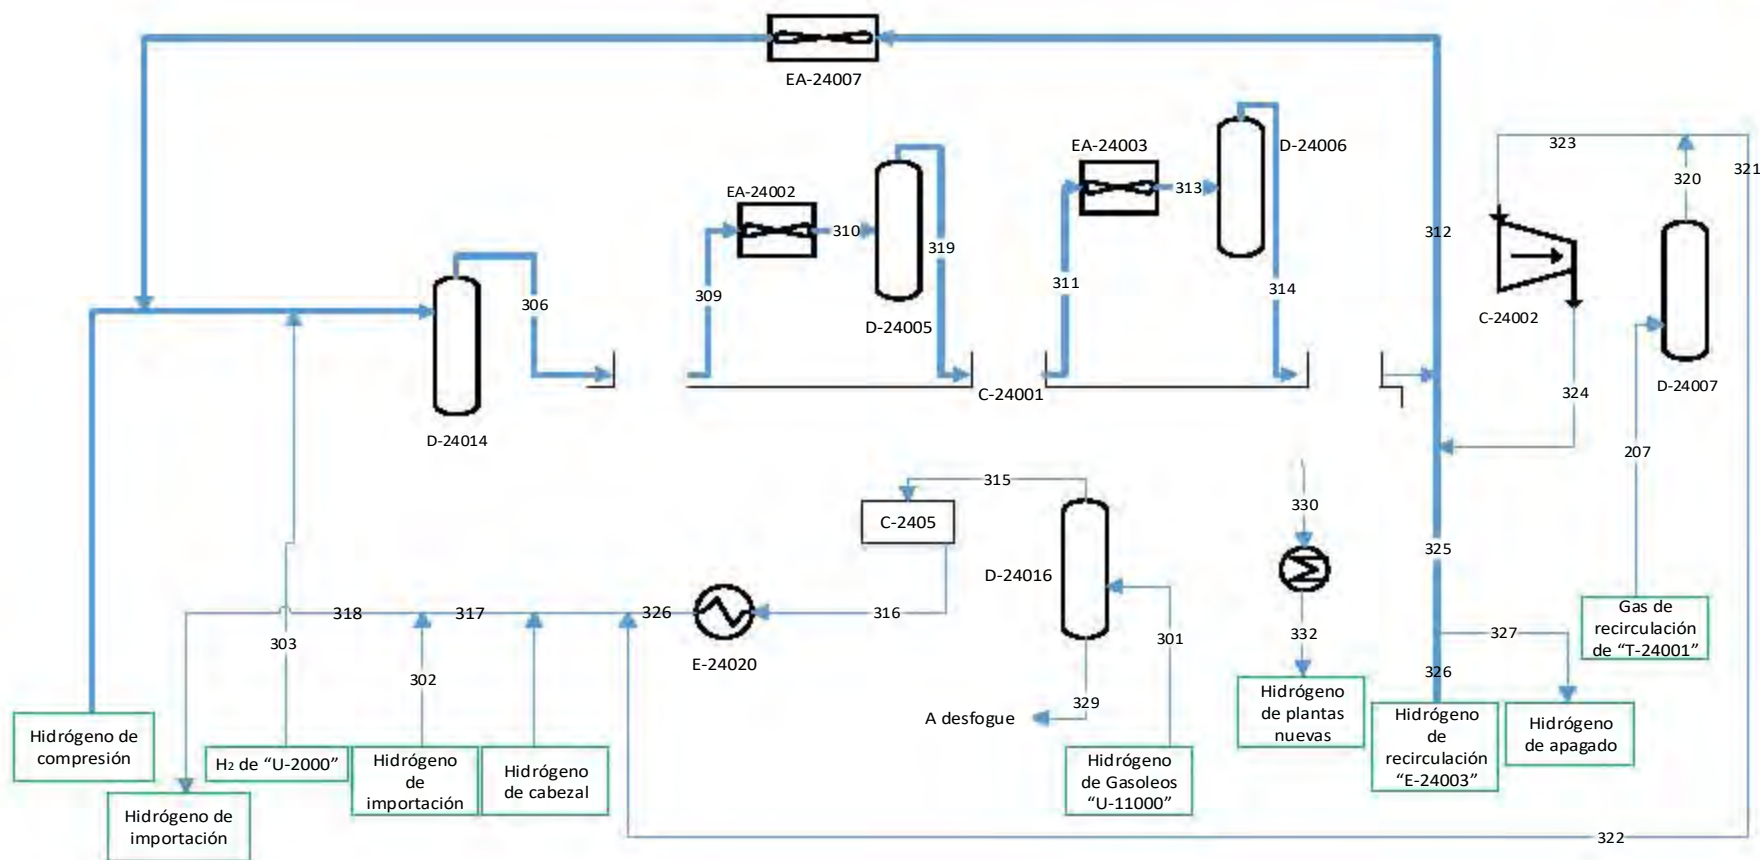 EA-24007
EA-24003
D-24006
323
321
320
EA-24002
310
313
319
312
309
311
314
306
D-24005
C-24002
D-24007
C-24001
324
D-24014
207
315
330
C-2405
325
D-24016
318
317
326
316
301
332
327
303
E-24020
302
326
329
A desfogue
Gas de
recirculación
de “T-24001”
Hidrógeno de
compresión
H2 de “U-2000”
Hidrógeno
de
importación
Hidrógeno
de cabezal
Hidrógeno
de Gasoleos
“U-11000”
Hidrógeno
de plantas
nuevas
Hidrógeno
de
recirculación
“E-24003”
Hidrógeno
de apagado
Hidrógeno de
importación
322